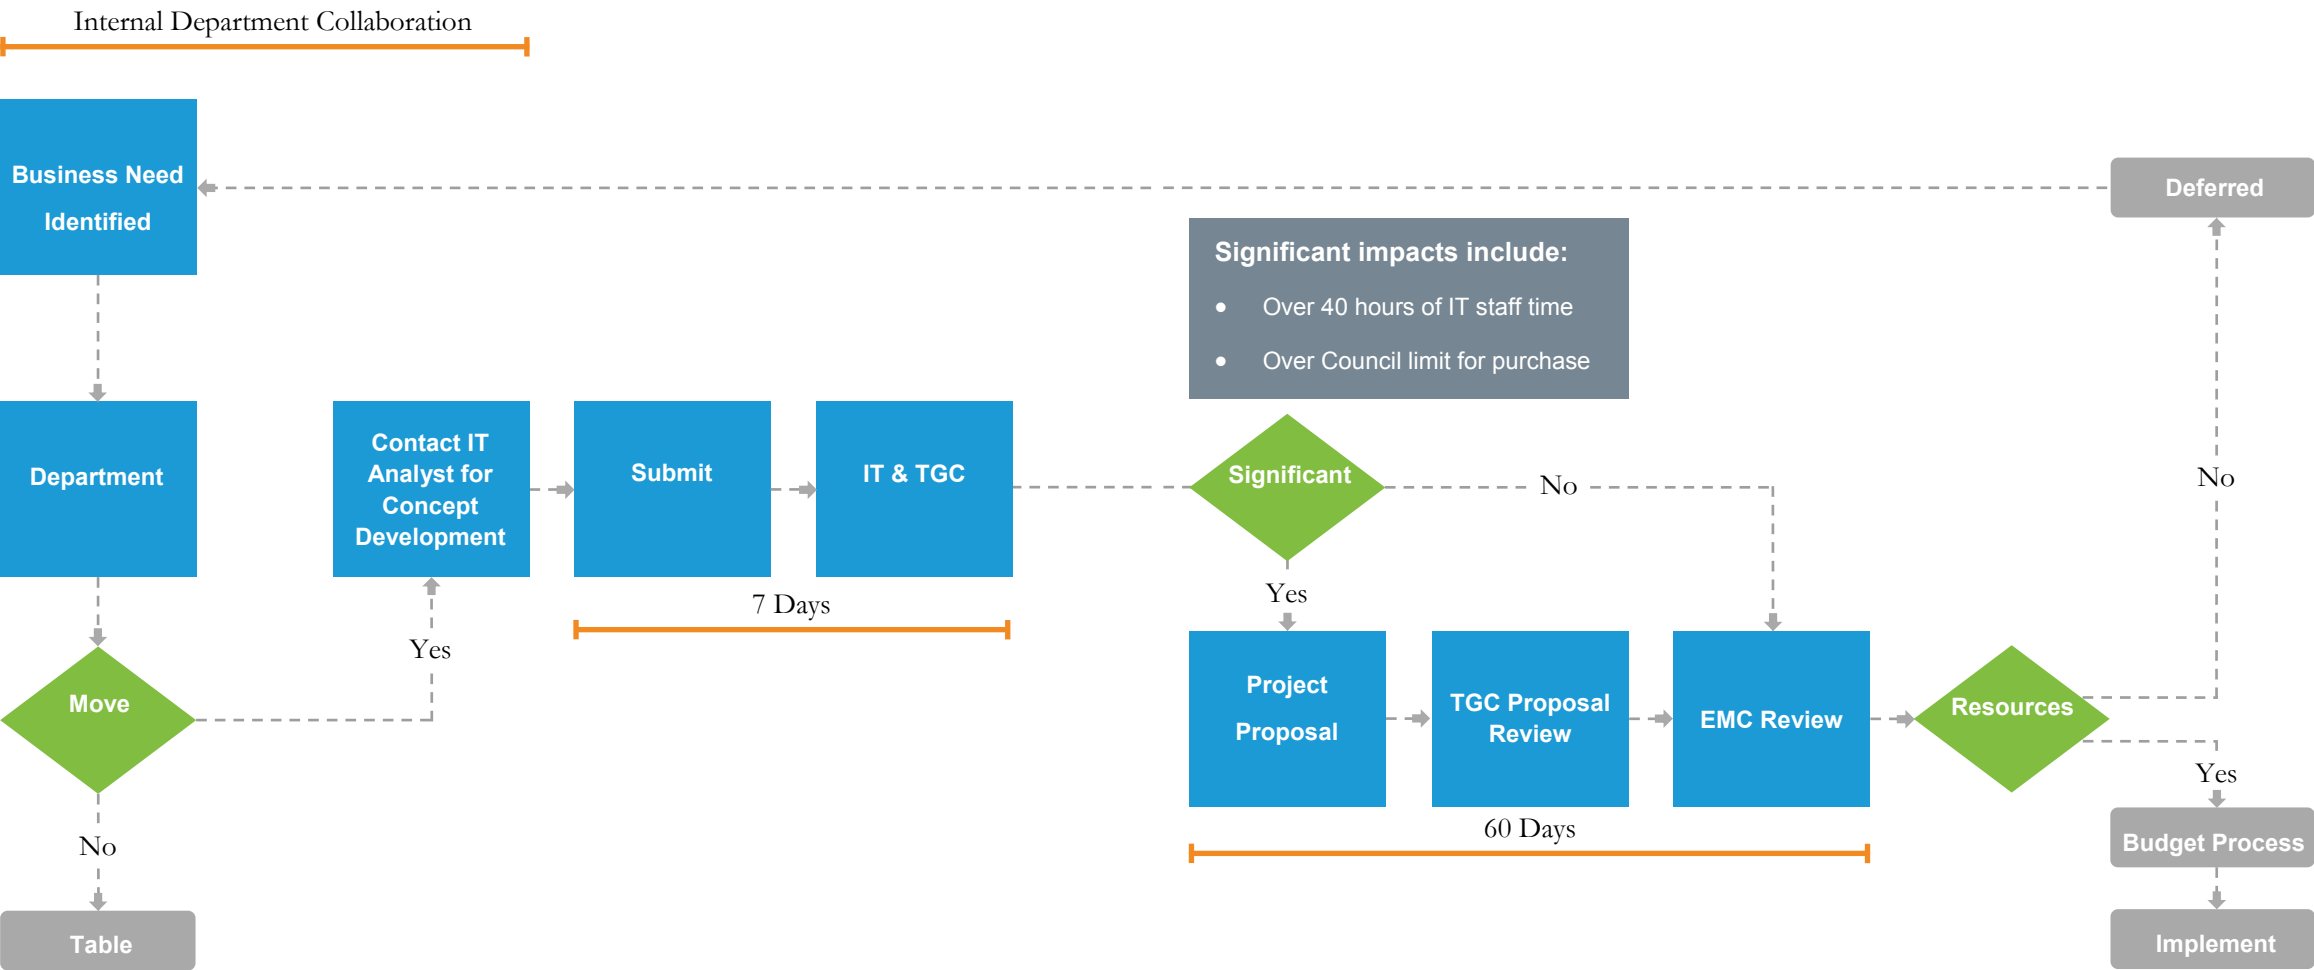 Internal Department Collaboration
Business Need
Identified
Deferred
Significant impacts include:
• Over 40 hours of IT staff time
• Over Council limit for purchase
Department
Contact IT
Analyst for
Concept
Development
Submit
IT & TGC
Significant
No
No
Yes
7 Days
Yes
Move
Project
Proposal
TGC Proposal
Review
EMC Review
Resources
Yes
60 Days
No
Budget Process
Table
Implement